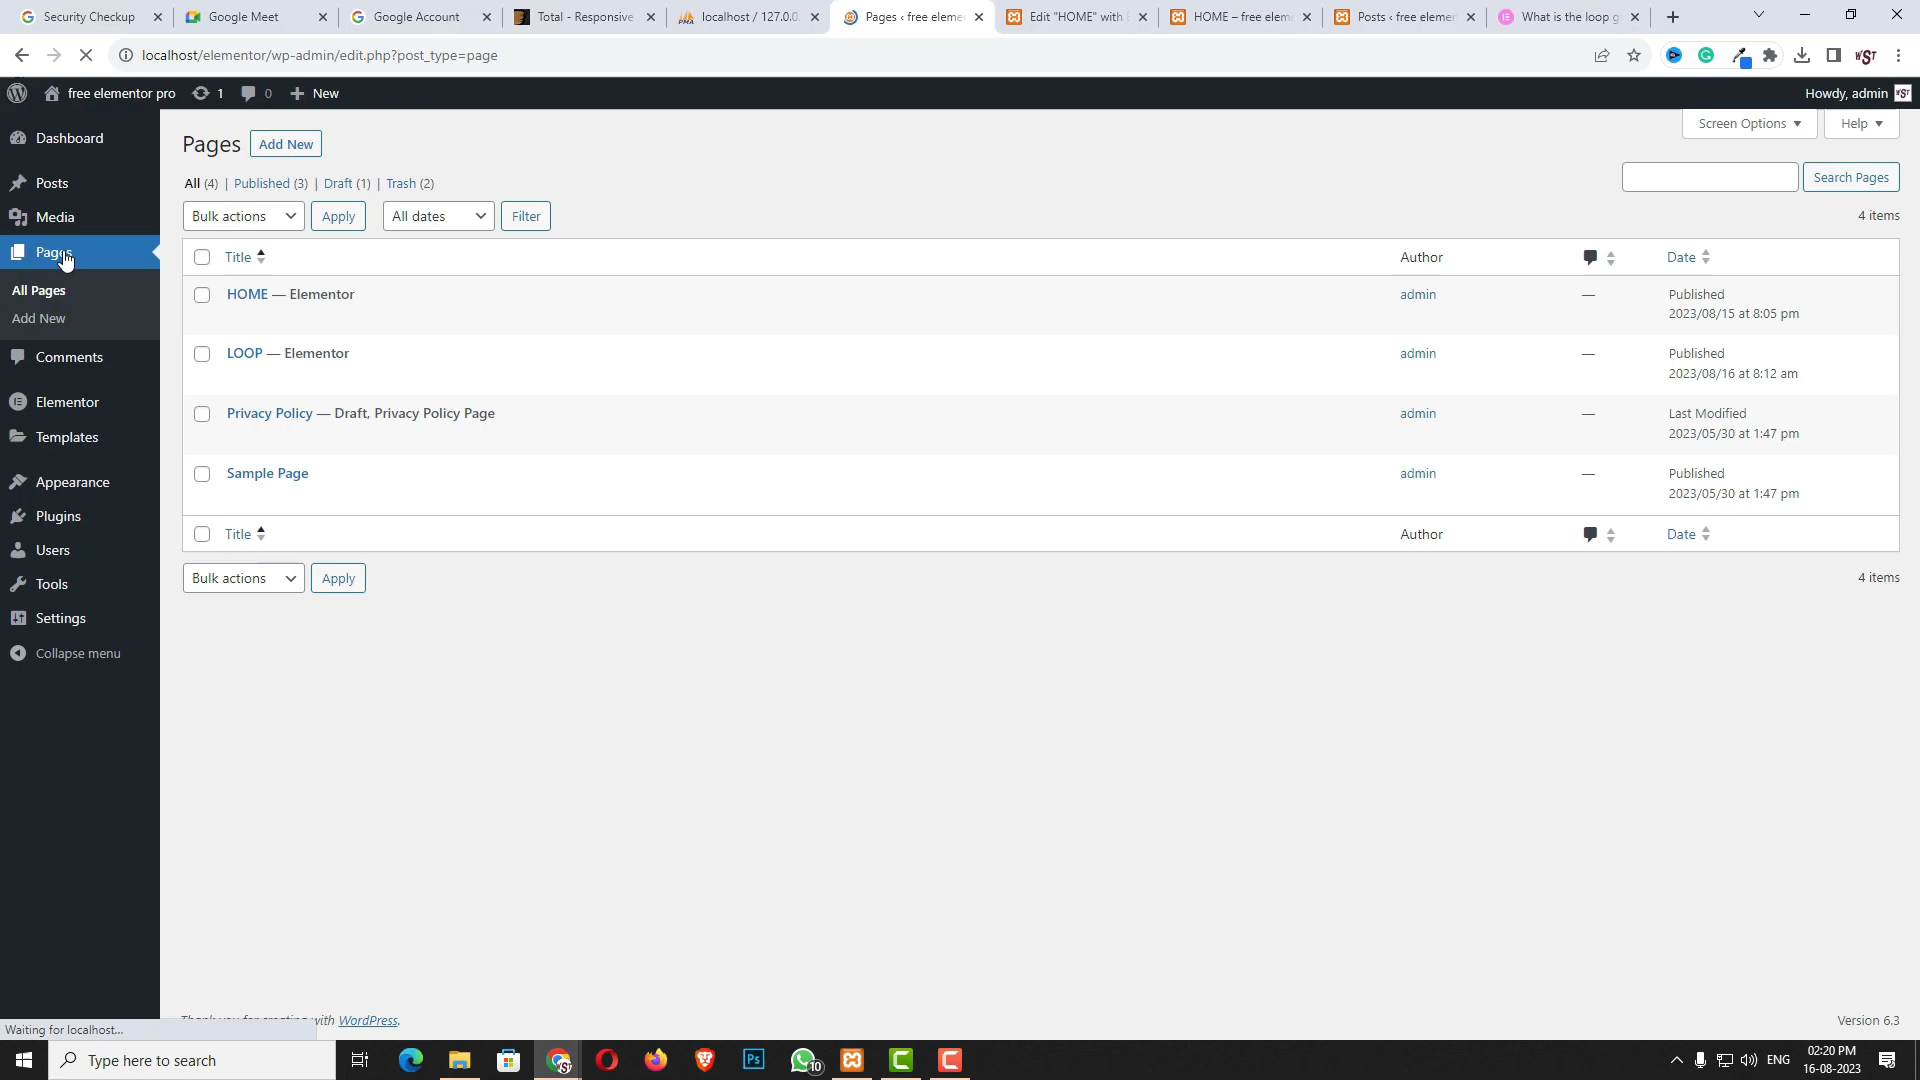 Security Checkup
Google Meet
Google Account
Total - Responsive
localhost / 127.0.0.
Pages ‹ free eleme
Edit "HOME" with
HOME – free elem
Posts ‹ free elemen
What is the loop g
localhost/elementor/wp-admin/edit.php?post_type=page
free elementor pro
1
0
New
Howdy, admin
Dashboard
Posts
Media
Pages
All Pages
Add New
Comments
Elementor
Templates
Appearance
Plugins
Users
Tools
Settings
Collapse menu
Pages
Add New
Screen Options
Help
All (4) | Published (3) | Draft (1) | Trash (2)
Search Pages
Bulk actions
Apply
All dates
Filter
4 items
Title
Author
Date
HOME — Elementor
admin
—
Published
2023/08/15 at 8:05 pm
LOOP — Elementor
admin
—
Published
2023/08/16 at 8:12 am
Privacy Policy — Draft, Privacy Policy Page
admin
—
Last Modified
2023/05/30 at 1:47 pm
Sample Page
admin
—
Published
2023/05/30 at 1:47 pm
Title
Author
Date
Bulk actions
Apply
4 items
Thank you for creating with WordPress.
Version 6.3
Waiting for localhost...
Type here to search
Ps
10
ENG
02:20 PM
16-08-2023